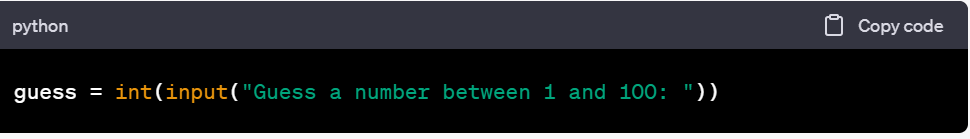 python Copy code
guess = int(input("Guess a number between 1 and 100: "))